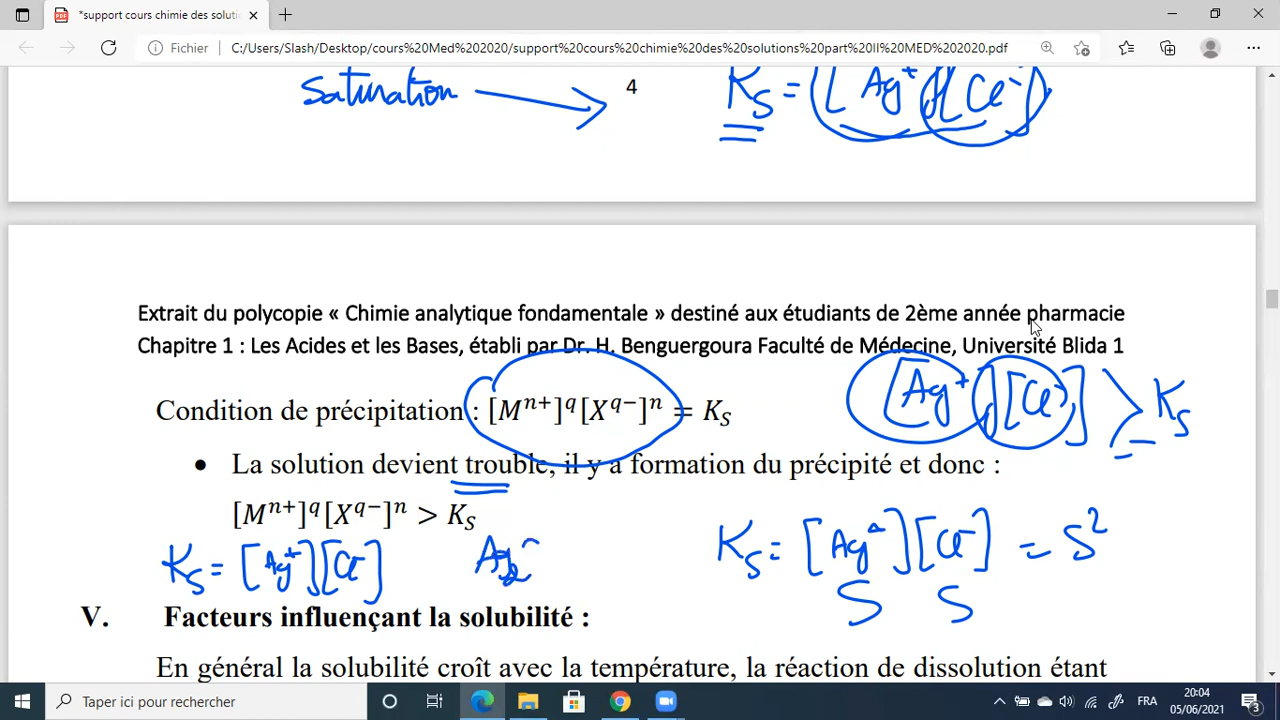 *support cours chimie des soluti
Fichier C:/Users/Slash/Desktop/cours%20Med%202020/support%20cours%20chimie%20des%20solutions%20part%20II%20MED%202020.pdf
Saturation 4 Ks = [Ag+][Cl-]
Extrait du polycopie « Chimie analytique fondamentale » destiné aux étudiants de 2ème année pharmacie
Chapitre 1 : Les Acides et les Bases, établi par Dr. H. Benguergoura Faculté de Médecine, Université Blida 1
[Ag+][Cl-] ≥ Ks
Condition de précipitation : [Mⁿ⁺]^q[X^q⁻]ⁿ = K_S
• La solution devient trouble, il y a formation du précipité et donc :
[Mⁿ⁺]^q[X^q⁻]ⁿ > K_S
Ks = [Ag+][Cl-] Ks = [Ag+][Cl-] = S²
S S
V. Facteurs influençant la solubilité :
En général la solubilité croît avec la température, la réaction de dissolution étant
Taper ici pour rechercher FRA 20:04 05/06/2021 3